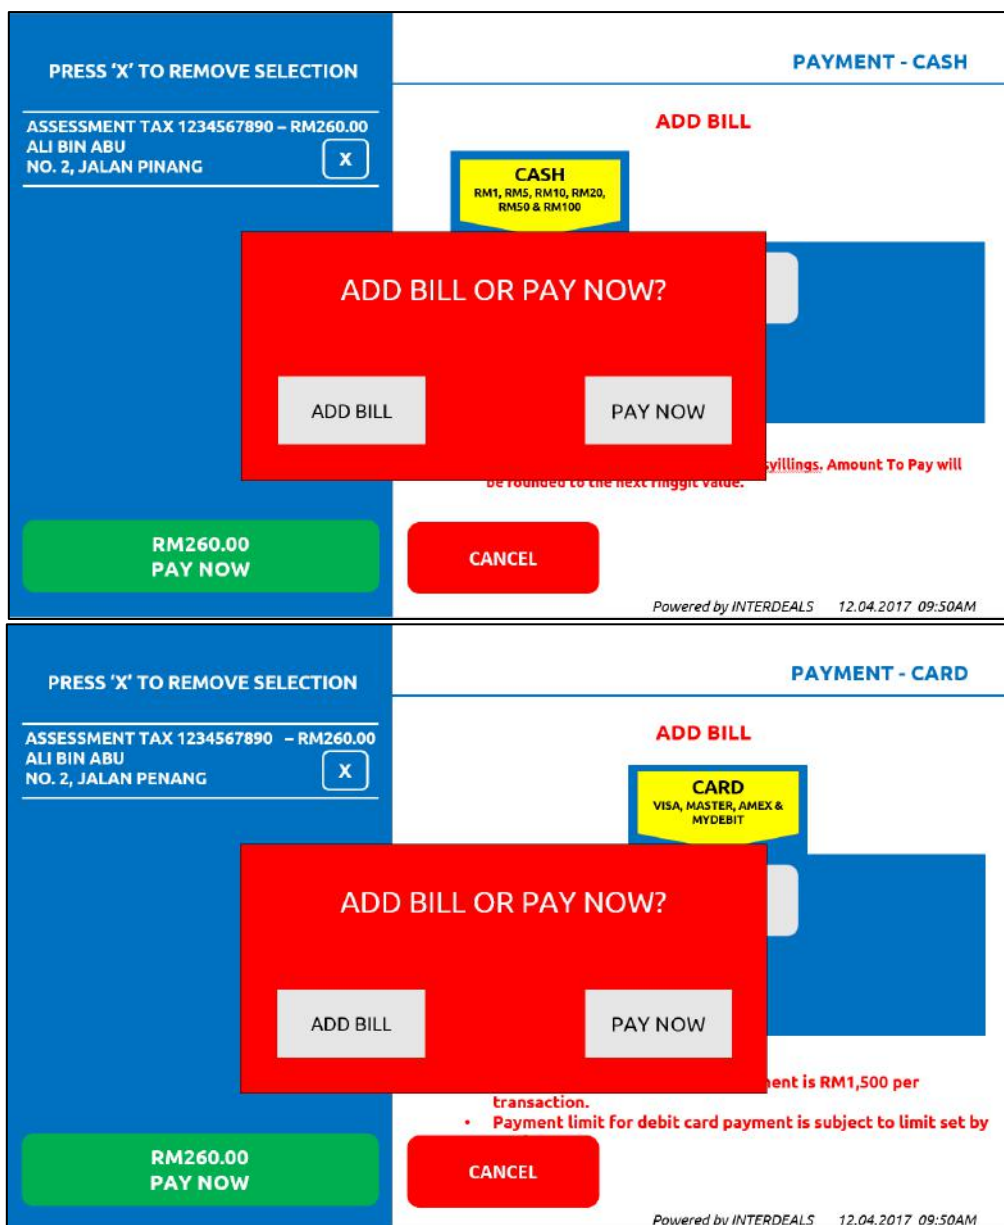 PRESS 'X' TO REMOVE SELECTION
ASSESSMENT TAX 1234567890 – RM260.00
ALI BIN ABU
NO. 2, JALAN PINANG
X
RM260.00
PAY NOW
PAYMENT - CASH
ADD BILL
CASH
RM1, RM5, RM10, RM20,
RM50 & RM100
ADD BILL OR PAY NOW?
ADD BILL
PAY NOW
syillings. Amount To Pay will
be rounded to the next ringgit value.
CANCEL
Powered by INTERDEALS 12.04.2017 09:50AM
PRESS 'X' TO REMOVE SELECTION
ASSESSMENT TAX 1234567890 – RM260.00
ALI BIN ABU
NO. 2, JALAN PENANG
X
RM260.00
PAY NOW
PAYMENT - CARD
ADD BILL
CARD
VISA, MASTER, AMEX &
MYDEBIT
ADD BILL OR PAY NOW?
ADD BILL
PAY NOW
is RM1,500 per
transaction.
• Payment limit for debit card payment is subject to limit set by
CANCEL
Powered by INTERDEALS 12.04.2017 09:50AM